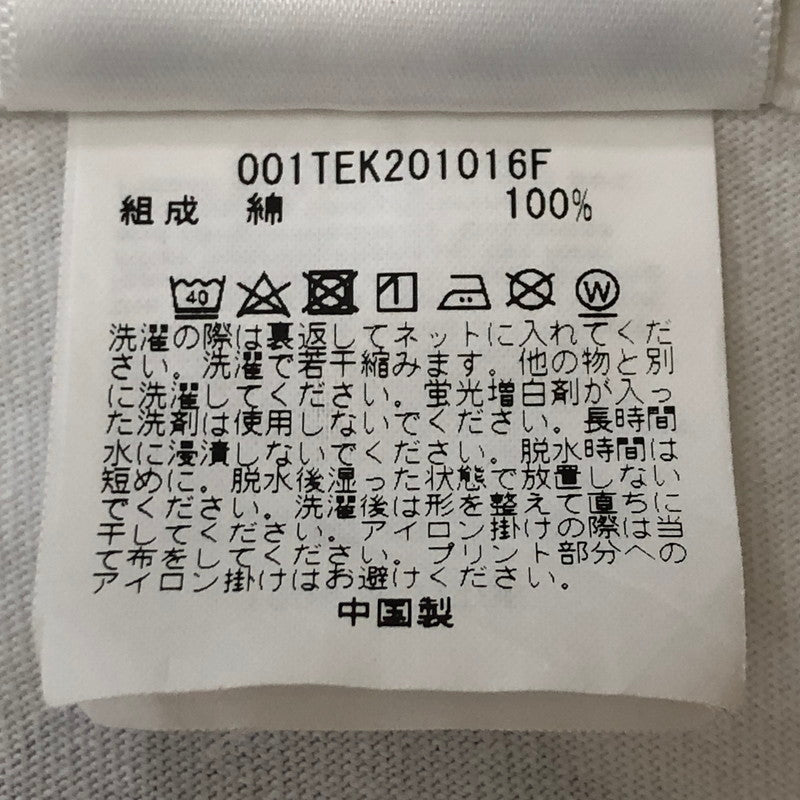 001TEK201016F
組成 綿 100%
40 W
洗濯の際は裏返してネットに入れてくだ
さい。洗濯で若干縮みます。他の物と別
に洗濯してください。蛍光増白剤が入っ
た洗剤は使用しないでください。長時間
水に浸漬しないでください。脱水時間は
短めに。脱水後湿った状態で放置しない
でください。洗濯後は形を整えて直ちに
干してください。アイロン掛けの際は当
て布をしてください。プリント部分への
アイロン掛けはお避けください。
中国製